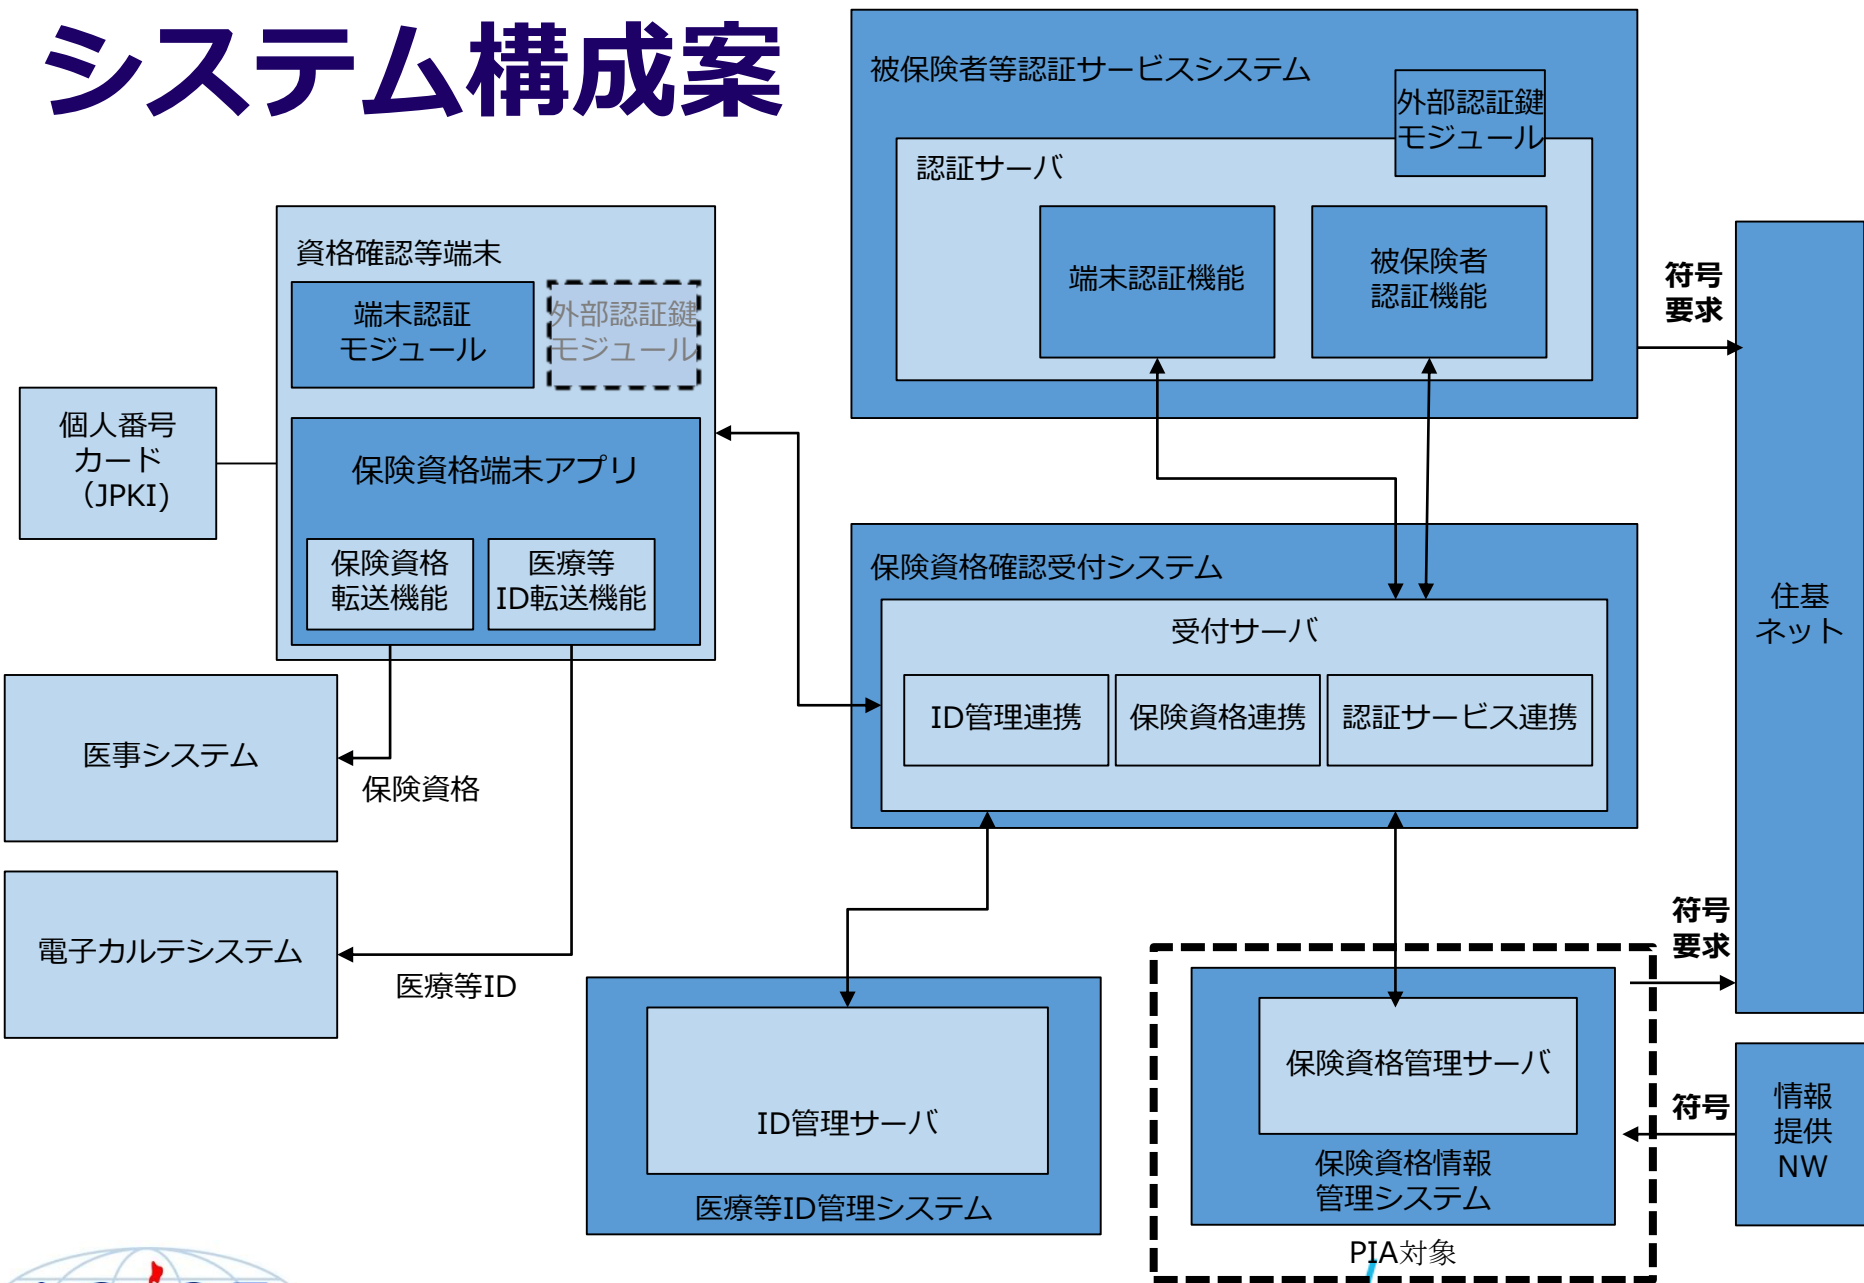 システム構成案
被保険者等認証サービスシステム
外部認証鍵
モジュール
認証サーバ
端末認証機能
被保険者
認証機能
符号
要求
資格確認等端末
端末認証
モジュール
外部認証鍵
モジュール
個人番号
カード
（JPKI）
保険資格端末アプリ
保険資格
転送機能
医療等
ID転送機能
保険資格確認受付システム
受付サーバ
ID管理連携
保険資格連携
認証サービス連携
住基
ネット
医事システム
保険資格
電子カルテシステム
医療等ID
符号
要求
ID管理サーバ
医療等ID管理システム
保険資格管理サーバ
保険資格情報
管理システム
符号
情報
提供
NW
PIA対象